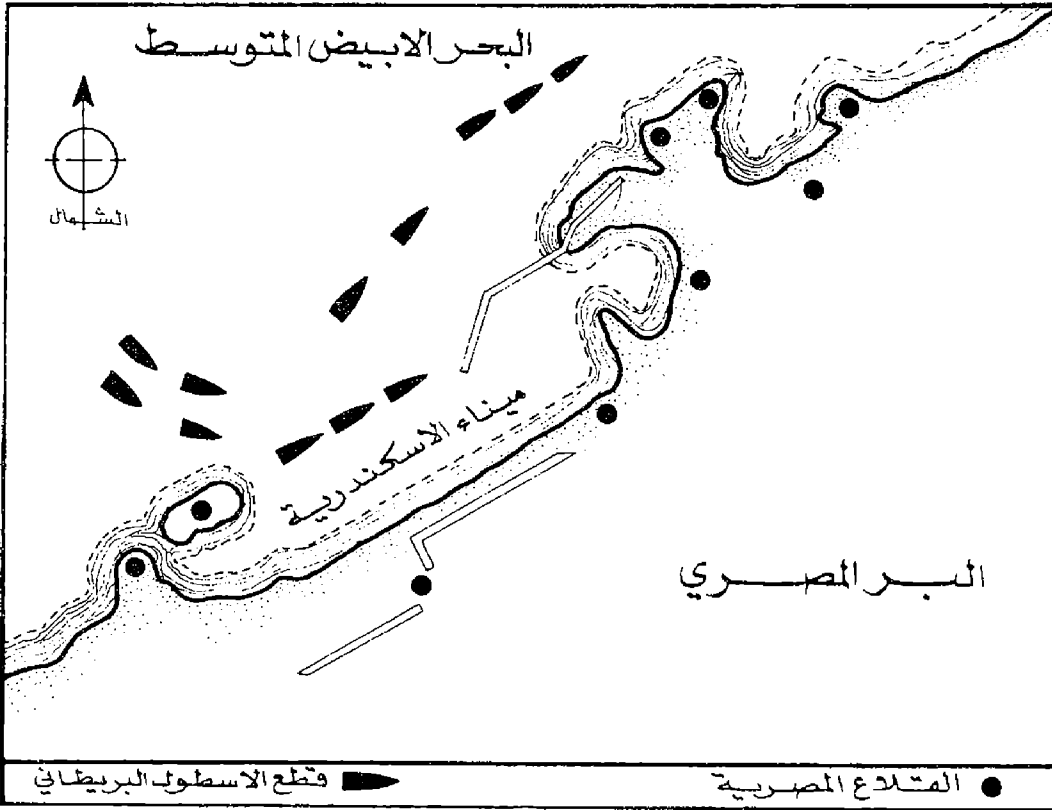 البحر الابيض المتوسط
الشمال
ميناء الاسكندرية
البر المصري
القلاع المصرية
قطع الاسطول البريطاني